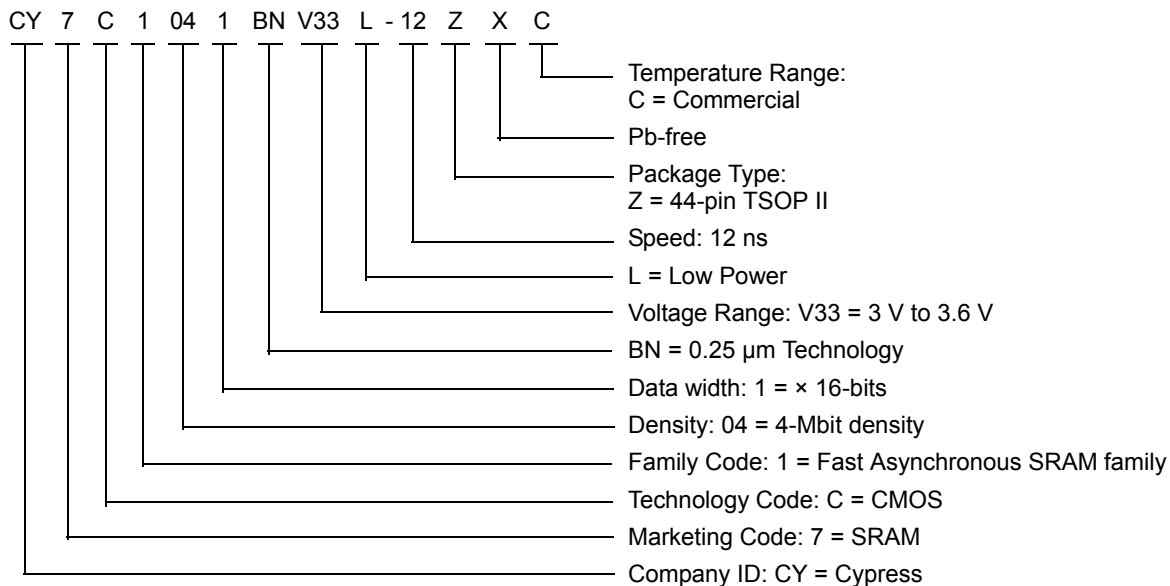 CY 7 C 1 04 1 BN V33 L - 12 Z X C
Temperature Range:
C = Commercial
Pb-free
Package Type:
Z = 44-pin TSOP II
Speed: 12 ns
L = Low Power
Voltage Range: V33 = 3 V to 3.6 V
BN = 0.25 µm Technology
Data width: 1 = × 16-bits
Density: 04 = 4-Mbit density
Family Code: 1 = Fast Asynchronous SRAM family
Technology Code: C = CMOS
Marketing Code: 7 = SRAM
Company ID: CY = Cypress